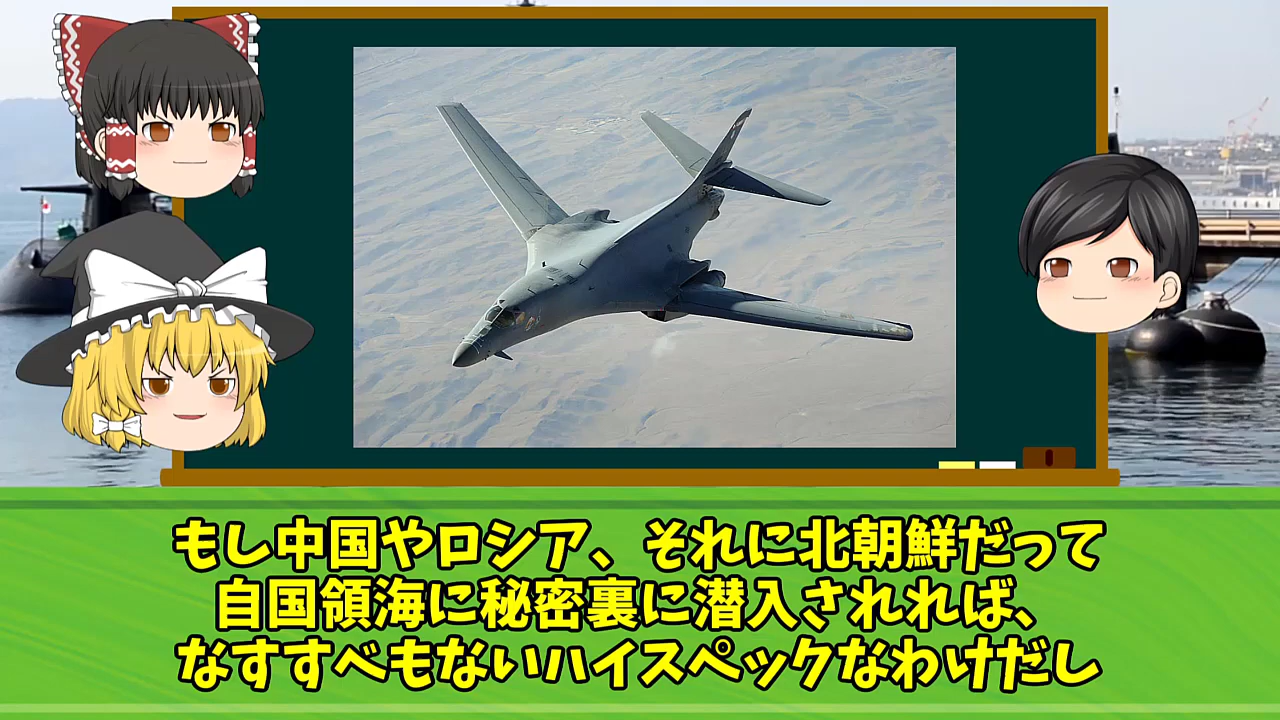 もし中国やロシア、それに北朝鮮だって
自国領海に秘密裏に潜入されれば、
なすすべもないハイスペックなわけだし